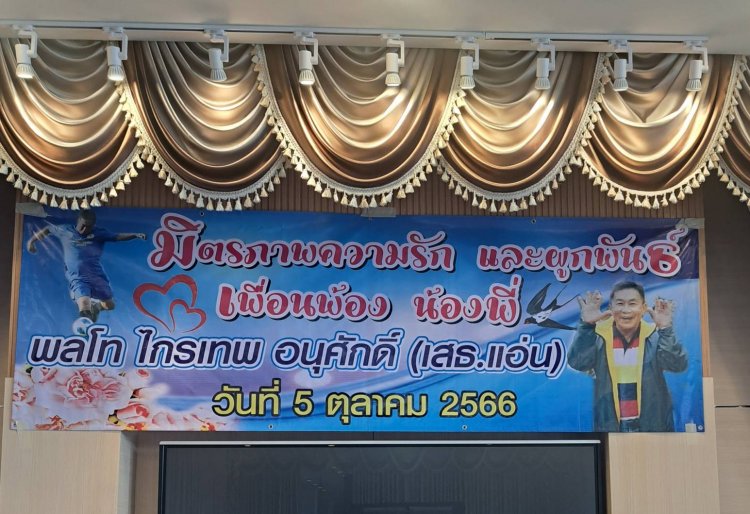 มิตรภาพความรัก และผูกพันธ์
เพื่อนพ้อง น้องพี่
พลโท ไกรเทพ อนุศักดิ์ (เสธ.แอ่น)
วันที่ 5 ตุลาคม 2566